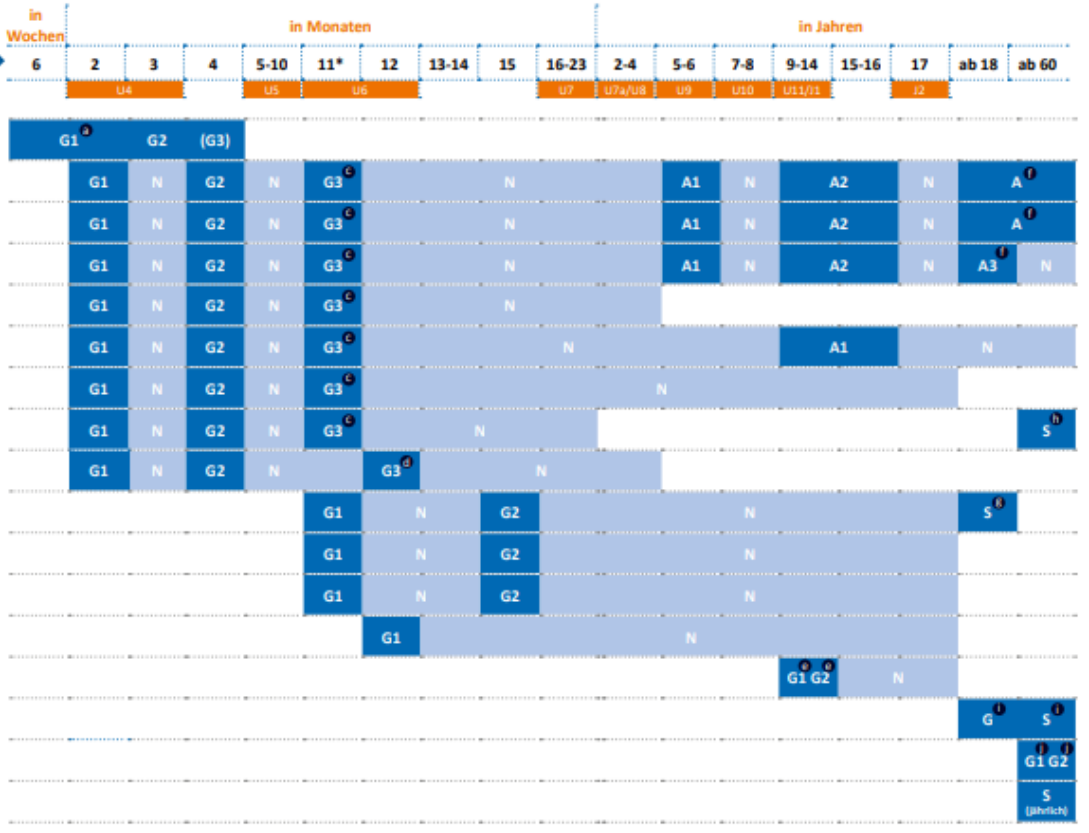 in Wochen in Monaten in Jahren
6 2 3 4 5-10 11* 12 13-14 15 16-23 2-4 5-6 7-8 9-14 15-16 17 ab 18 ab 60
U4 U5 U6 U7 U7a/U8 U9 U10 U11/J1 J2
G1 a G2 (G3)
G1 N G2 N G3 c N A1 N A2 N A f
G1 N G2 N G3 c N A1 N A2 N A f
G1 N G2 N G3 c N A1 N A2 N A3 f N
G1 N G2 N G3 c N
G1 N G2 N G3 c N A1 N
G1 N G2 N G3 c N
G1 N G2 N G3 c N S h
G1 N G2 N G3 d N
G1 N G2 N S g
G1 N G2 N
G1 N G2 N
G1 N
G1 e G2 e N
G i S i
G1 j G2 j
S
(jährlich)